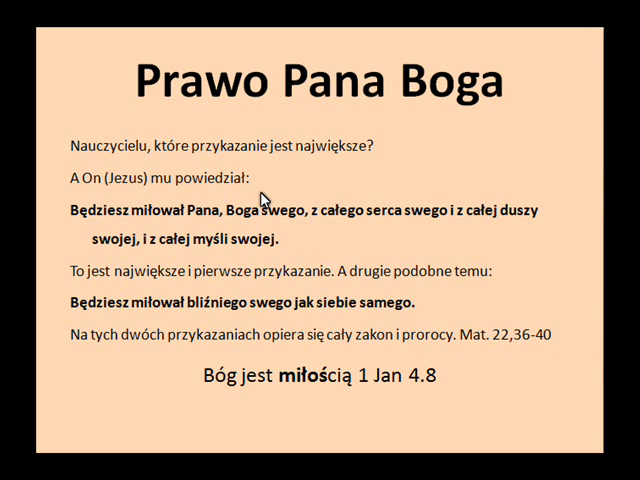 Prawo Pana Boga
Nauczycielu, które przykazanie jest największe?
A On (Jezus) mu powiedział:
Będziesz miłował Pana, Boga swego, z całego serca swego i z całej duszy
swojej, i z całej myśli swojej.
To jest największe i pierwsze przykazanie. A drugie podobne temu:
Będziesz miłował bliźniego swego jak siebie samego.
Na tych dwóch przykazaniach opiera się cały zakon i prorocy. Mat. 22,36-40
Bóg jest miłością 1 Jan 4.8